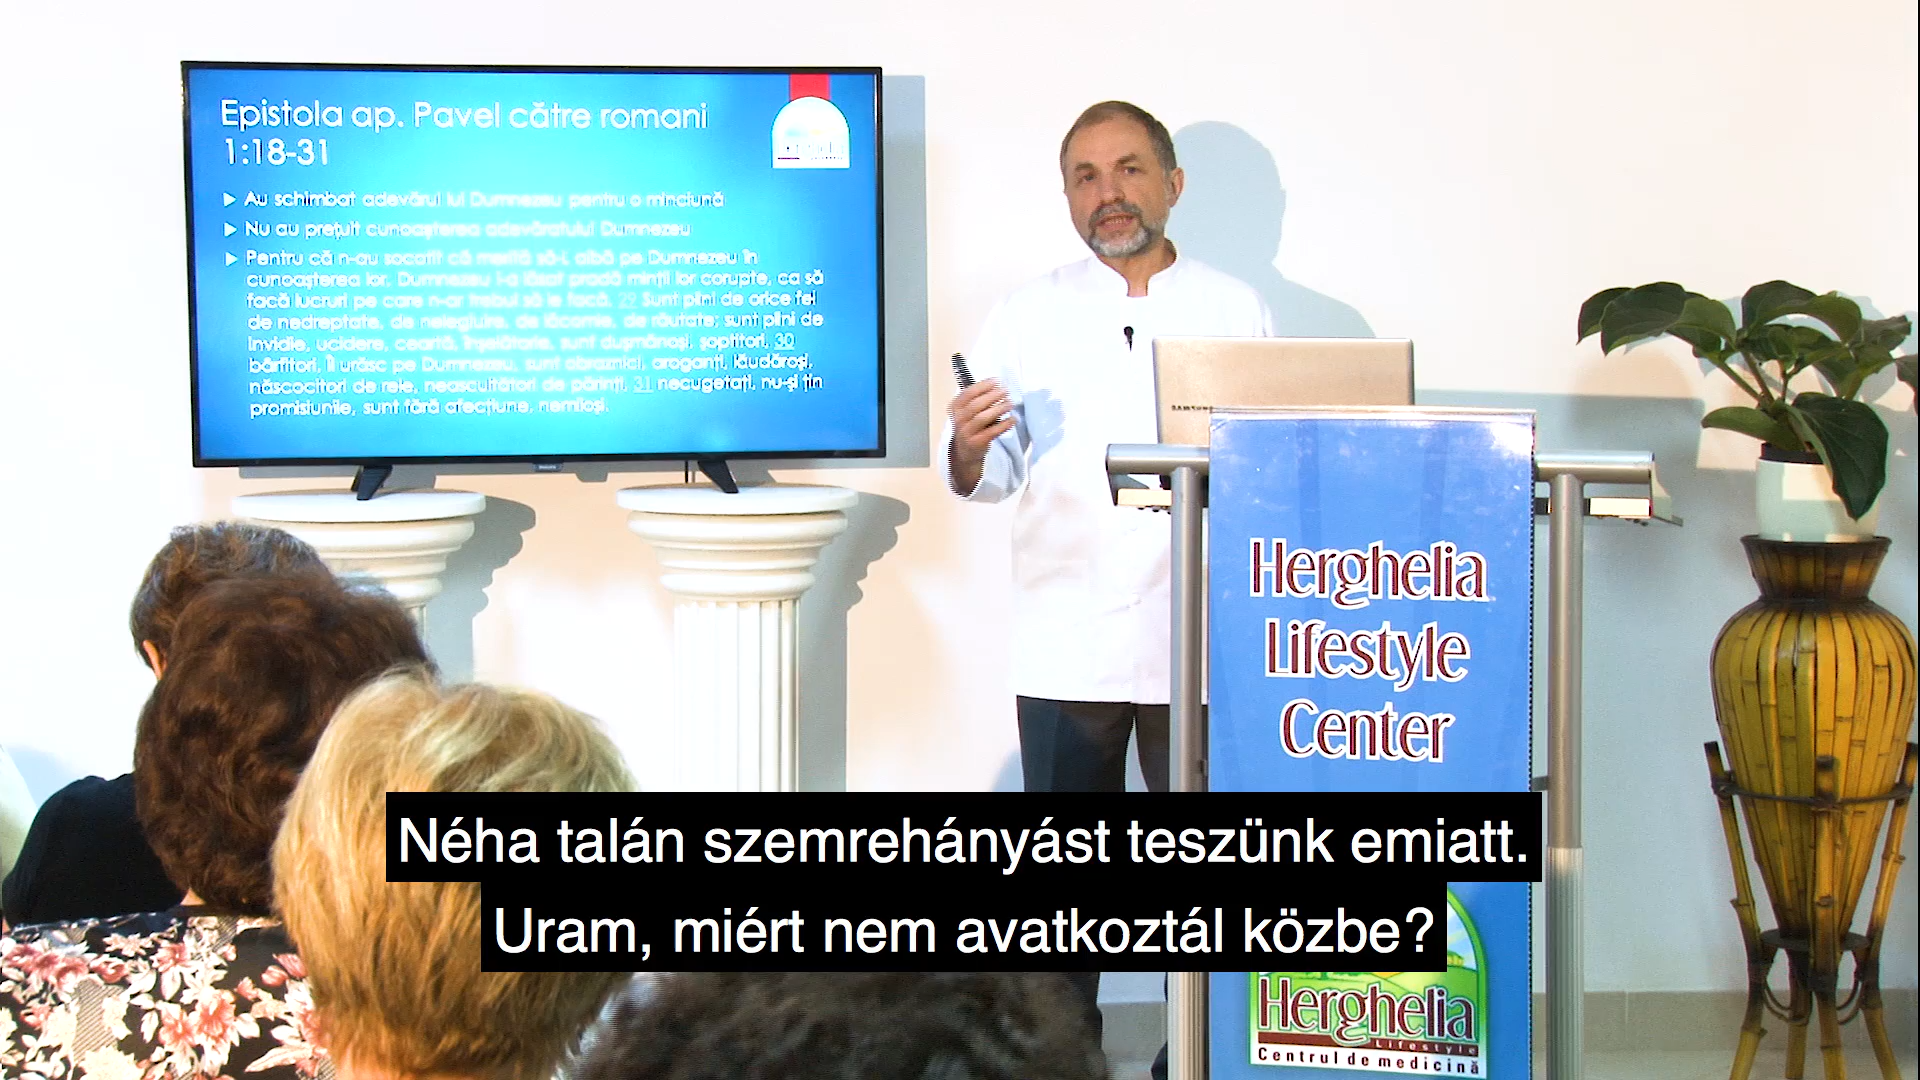 Epistola ap. Pavel către romani
1:18-31
Au schimbat adevărul lui Dumnezeu pentru o minciună
Nu au prețuit cunoașterea adevăratului Dumnezeu
Pentru că n-au socotit că merită să-L aibă pe Dumnezeu în
cunoașterea lor, Dumnezeu i-a lăsat pradă minții lor corupte, ca să
facă lucruri pe care n-ar trebui să le facă. 29 Sunt plini de orice fel
de nedreptate, de nelegiuire, de lăcomie, de răutate; sunt plini de
invidie, ucidere, ceartă, înșelătorie, sunt dușmănoși, șoptitori, 30
bârfitori, Îl urăsc pe Dumnezeu, sunt obraznici, aroganți, lăudăroși,
născocitori de rele, neascultători de părinți, 31 necugetați, nu-și țin
promisiunile, sunt fără afecțiune, nemiloși.
SAMSUNG
Herghelia
Lifestyle
Center
Néha talán szemrehányást teszünk emiatt.
Uram, miért nem avatkoztál közbe?
Herghelia
Lifestyle
Centrul de medicină